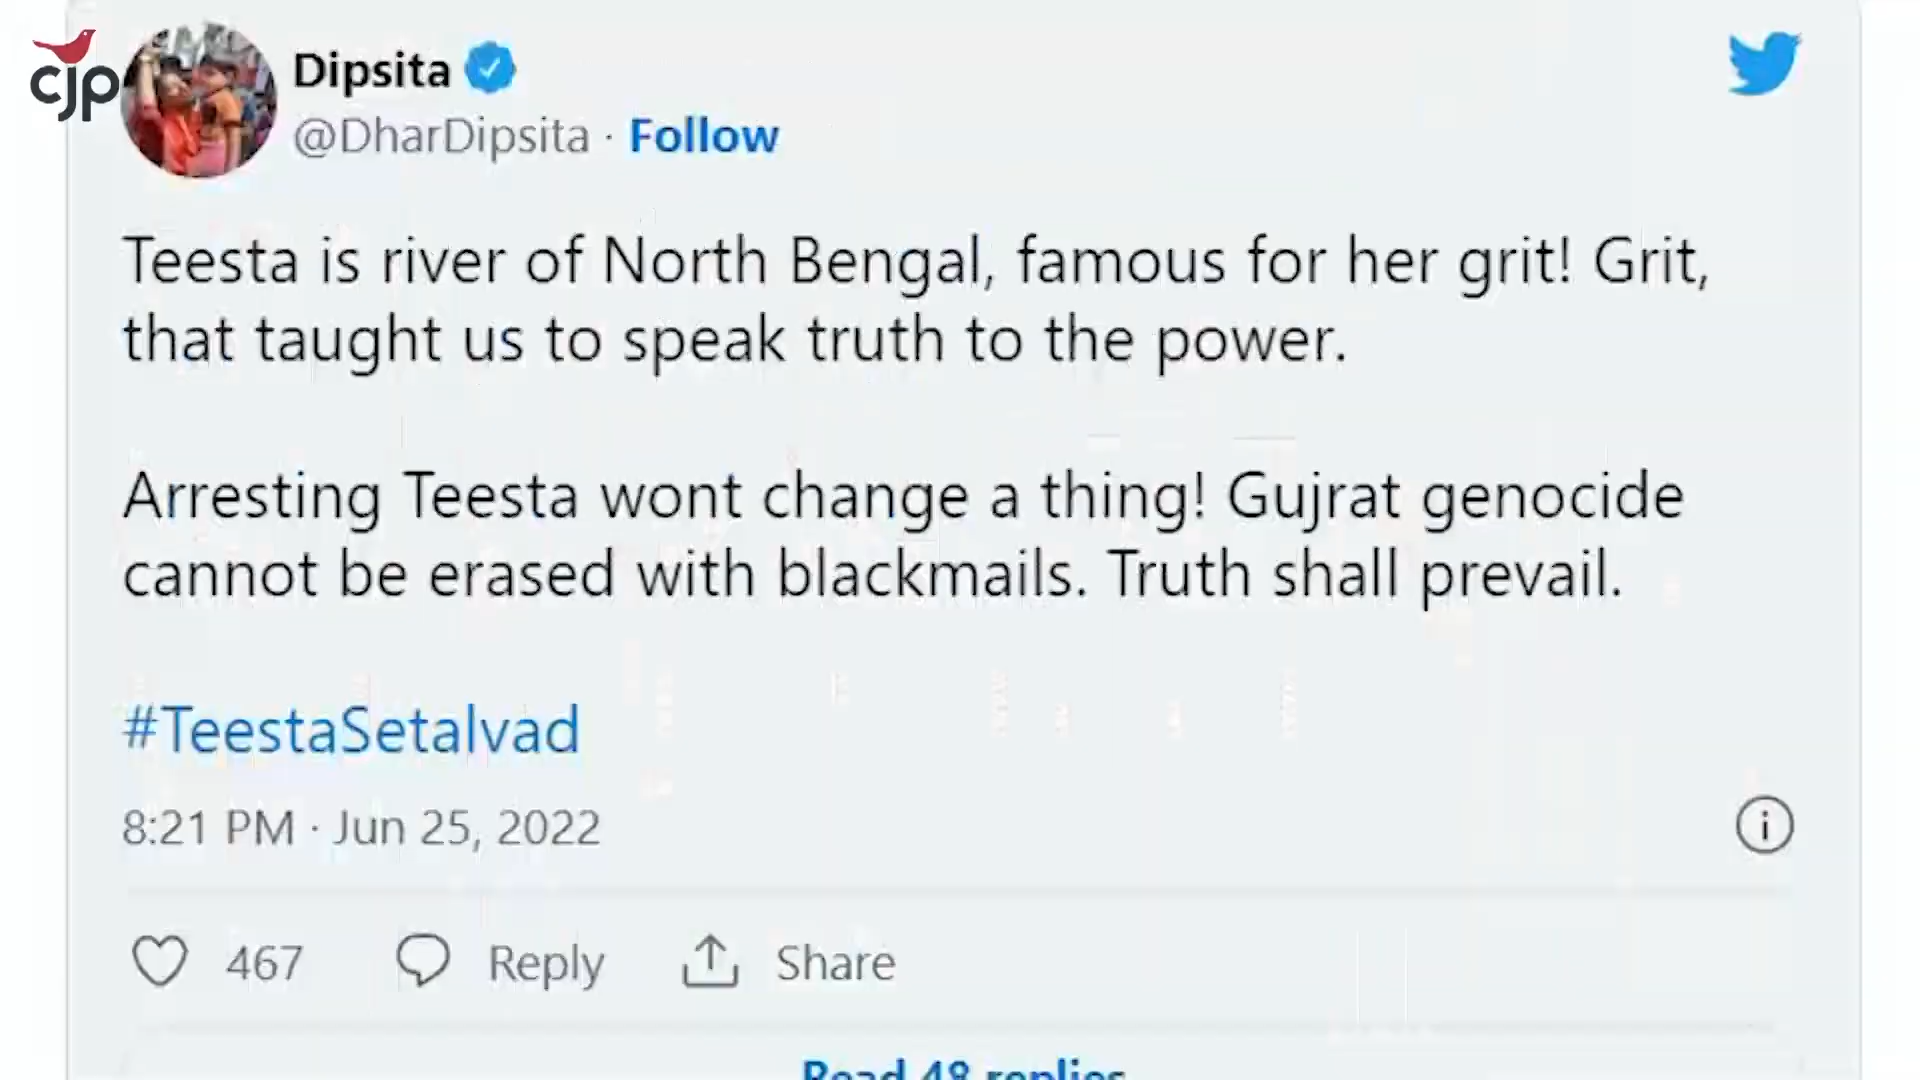 cjp
Dipsita
@DharDipsita · Follow
Teesta is river of North Bengal, famous for her grit! Grit,
that taught us to speak truth to the power.
Arresting Teesta wont change a thing! Gujrat genocide
cannot be erased with blackmails. Truth shall prevail.
#TeestaSetalvad
8:21 PM · Jun 25, 2022
467 Reply Share
Read 48 replies